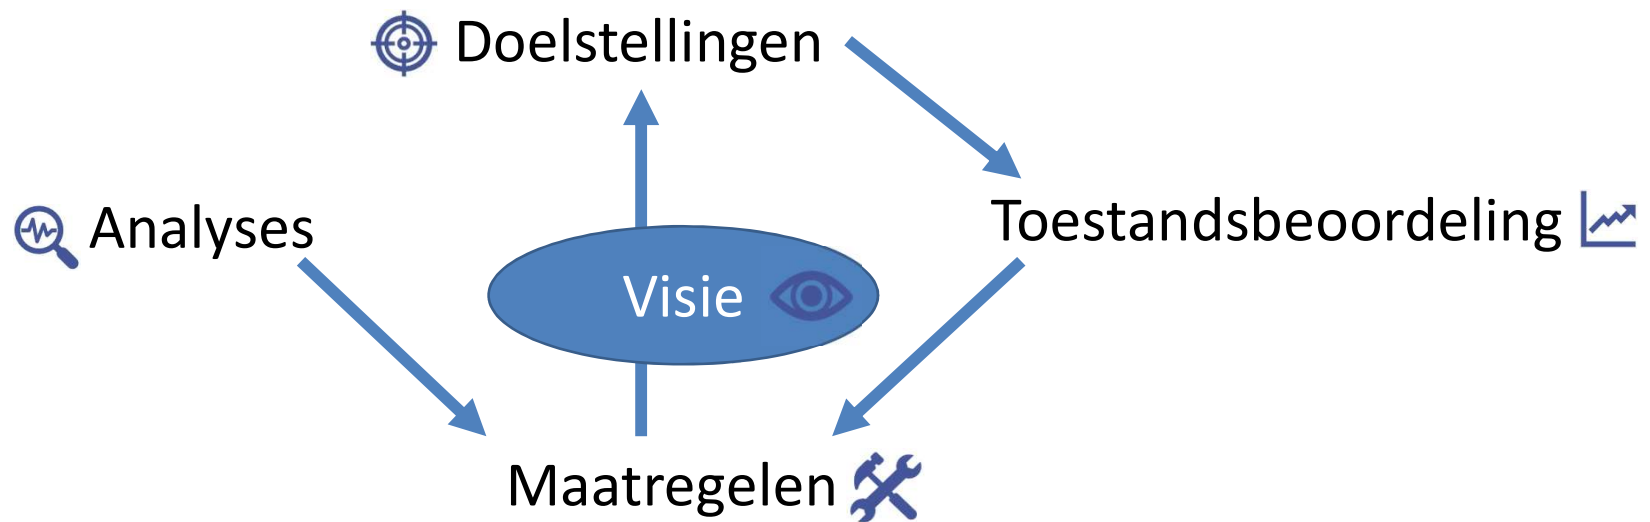 Doelstellingen
Analyses
Toestandsbeoordeling
Visie
Maatregelen